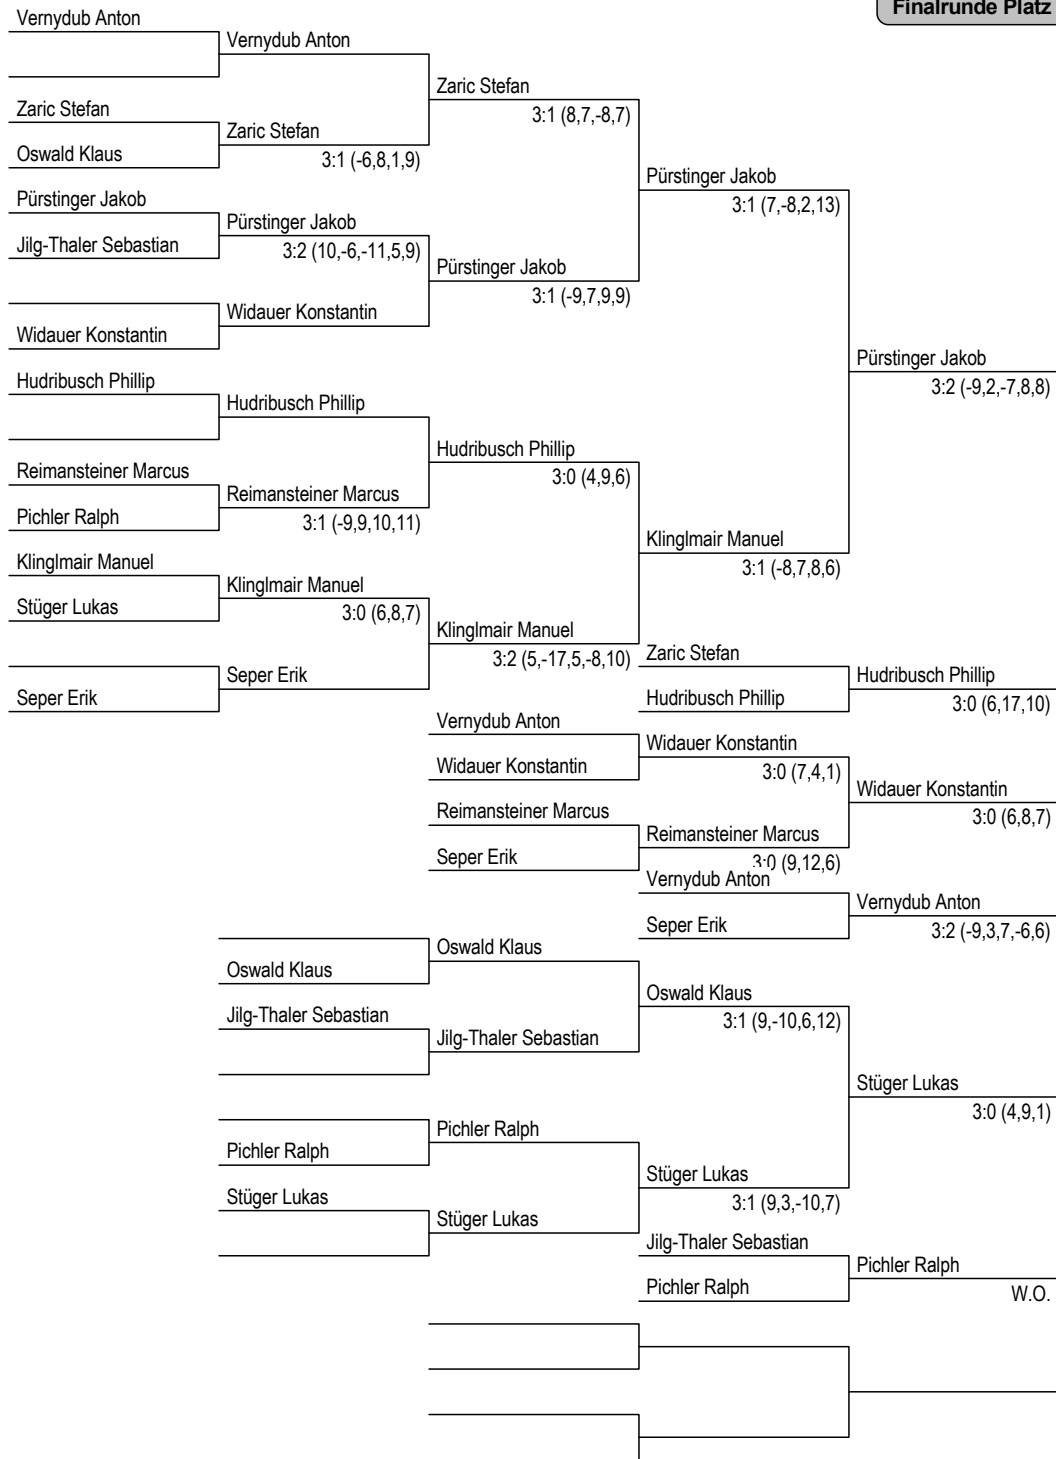 Finalrunde Platz
Vernydub Anton
Vernydub Anton
Zaric Stefan
3:1 (8,7,-8,7)
Zaric Stefan
Zaric Stefan
Oswald Klaus
3:1 (-6,8,1,9)
Pürstinger Jakob
3:1 (7,-8,2,13)
Pürstinger Jakob
Pürstinger Jakob
Jilg-Thaler Sebastian
3:2 (10,-6,-11,5,9)
Pürstinger Jakob
3:1 (-9,7,9,9)
Widauer Konstantin
Widauer Konstantin
Pürstinger Jakob
3:2 (-9,2,-7,8,8)
Hudribusch Phillip
Hudribusch Phillip
Hudribusch Phillip
3:0 (4,9,6)
Reimansteiner Marcus
Reimansteiner Marcus
Pichler Ralph
3:1 (-9,9,10,11)
Klinglmair Manuel
3:1 (-8,7,8,6)
Klinglmair Manuel
Klinglmair Manuel
Stüger Lukas
3:0 (6,8,7)
Klinglmair Manuel
3:2 (5,-17,5,-8,10)
Seper Erik
Seper Erik
Zaric Stefan
Hudribusch Phillip
Hudribusch Phillip
3:0 (6,17,10)
Vernydub Anton
Widauer Konstantin
Widauer Konstantin
3:0 (7,4,1)
Widauer Konstantin
3:0 (6,8,7)
Reimansteiner Marcus
Reimansteiner Marcus
Seper Erik
3:0 (9,12,6)
Vernydub Anton
Vernydub Anton
Seper Erik
3:2 (-9,3,7,-6,6)
Oswald Klaus
Oswald Klaus
Oswald Klaus
3:1 (9,-10,6,12)
Jilg-Thaler Sebastian
Jilg-Thaler Sebastian
Stüger Lukas
3:0 (4,9,1)
Pichler Ralph
Pichler Ralph
Stüger Lukas
3:1 (9,3,-10,7)
Stüger Lukas
Stüger Lukas
Jilg-Thaler Sebastian
Pichler Ralph
Pichler Ralph
W.O.